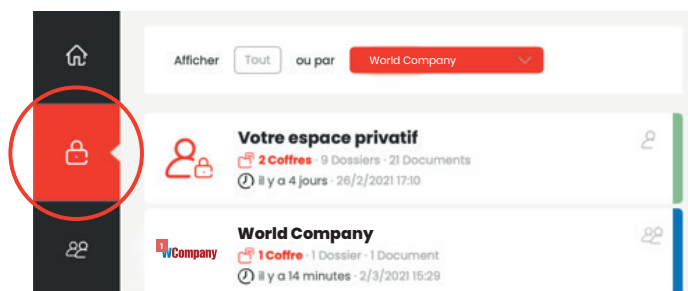 Afficher Tout ou par World Company
Votre espace privatif
2 Coffres · 9 Dossiers · 21 Documents
il y a 4 jours · 26/2/2021 17:10
1 WCompany
World Company
1 Coffre · 1 Dossier · 1 Document
il y a 14 minutes · 2/3/2021 15:29